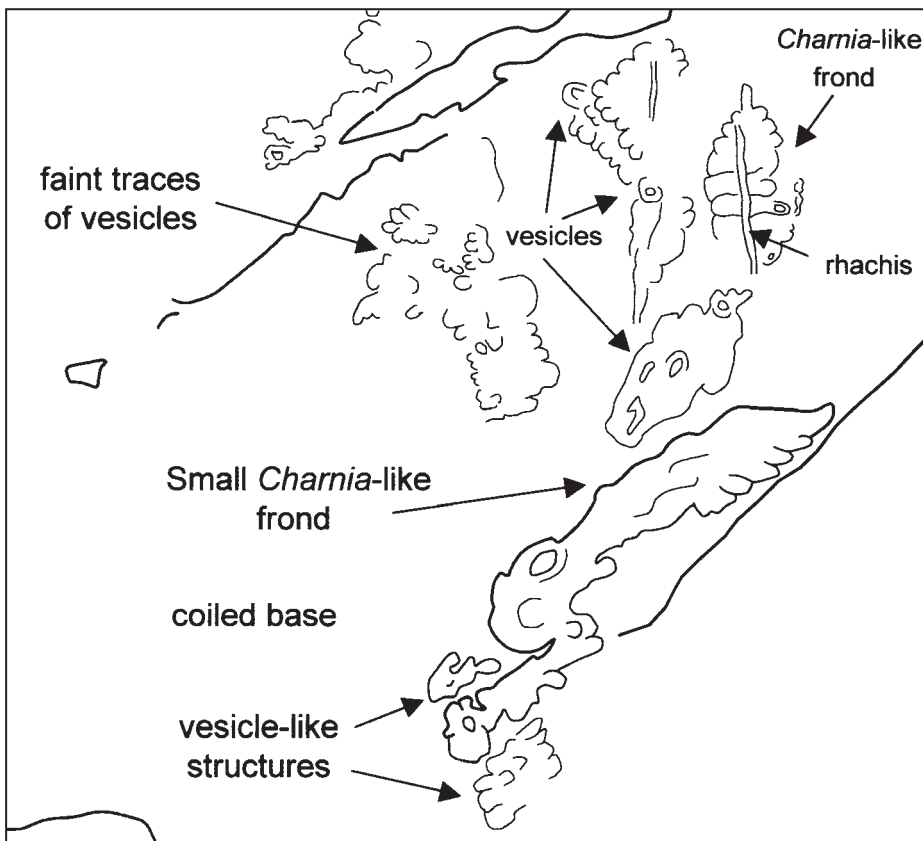 Charnia-like
frond
faint traces
of vesicles
vesicles
rhachis
Small Charnia-like
frond
coiled base
vesicle-like
structures